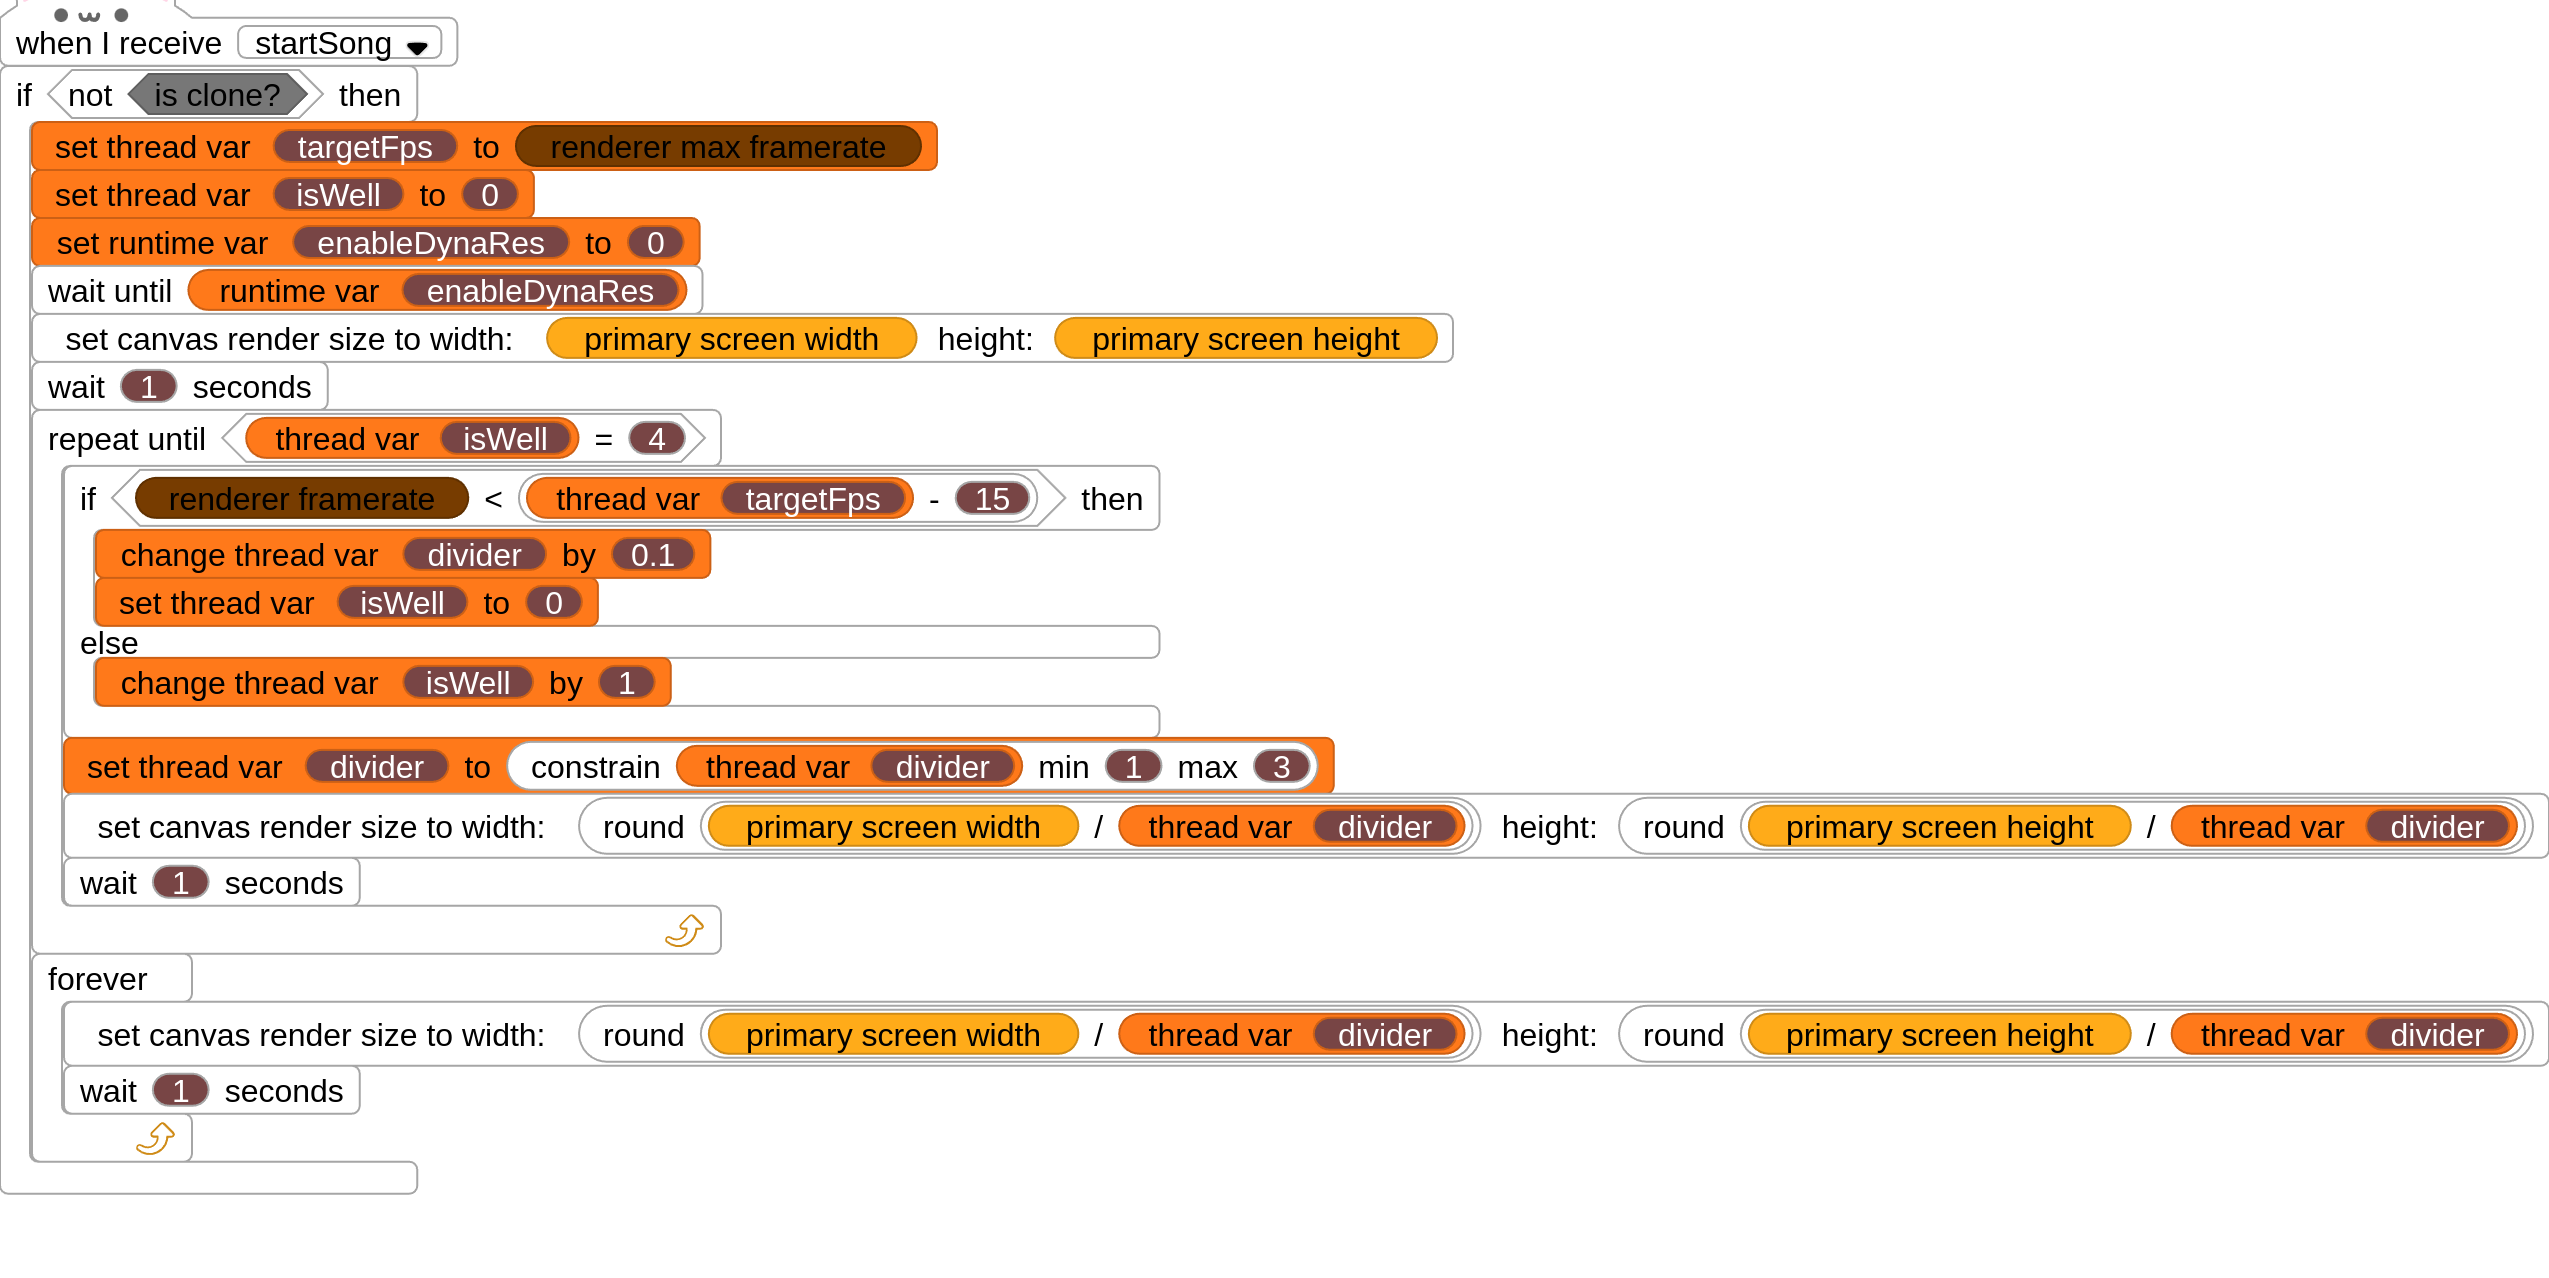 when I receive startSong
if not is clone? then
set thread var targetFps to renderer max framerate
set thread var isWell to 0
set runtime var enableDynaRes to 0
wait until runtime var enableDynaRes
set canvas render size to width: primary screen width height: primary screen height
wait 1 seconds
repeat until thread var isWell = 4
if renderer framerate < thread var targetFps - 15 then
change thread var divider by 0.1
set thread var isWell to 0
else
change thread var isWell by 1
set thread var divider to constrain thread var divider min 1 max 3
set canvas render size to width: round primary screen width / thread var divider height: round primary screen height / thread var divider
wait 1 seconds
forever
set canvas render size to width: round primary screen width / thread var divider height: round primary screen height / thread var divider
wait 1 seconds